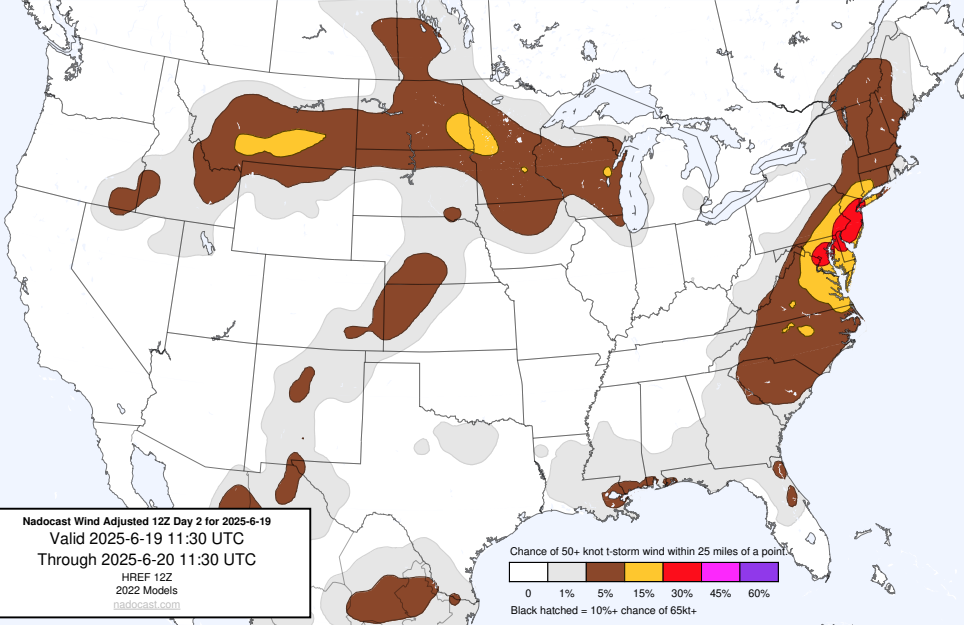 Nadocast Wind Adjusted 12Z Day 2 for 2025-6-19
Valid 2025-6-19 11:30 UTC
Through 2025-6-20 11:30 UTC
HREF 12Z
2022 Models
nadocast.com
Chance of 50+ knot t-storm wind within 25 miles of a point.
0 1% 5% 15% 30% 45% 60%
Black hatched = 10%+ chance of 65kt+